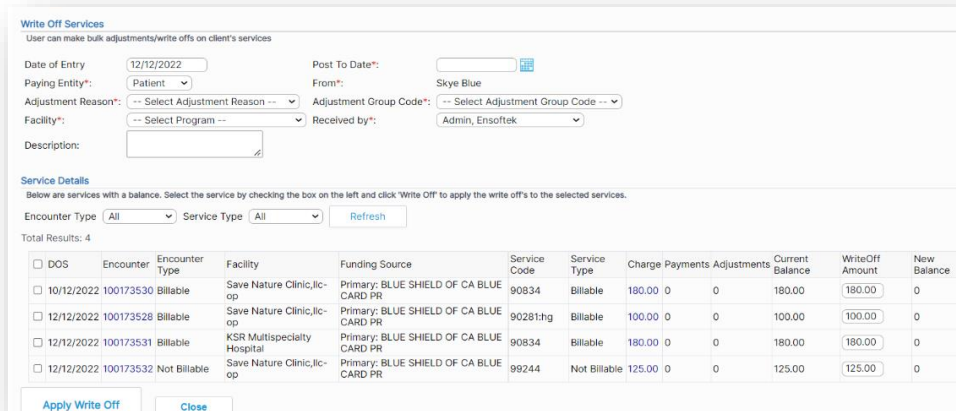 Write Off Services
User can make bulk adjustments/write offs on client's services
Date of Entry 12/12/2022 Post To Date*:
Paying Entity*: Patient From*: Skye Blue
Adjustment Reason*: -- Select Adjustment Reason -- Adjustment Group Code*: -- Select Adjustment Group Code --
Facility*: -- Select Program -- Received by*: Admin, Ensoftek
Description:
Service Details
Below are services with a balance. Select the service by checking the box on the left and click 'Write Off' to apply the write off's to the selected services.
Encounter Type All Service Type All Refresh
Total Results: 4
DOS Encounter Encounter Type Facility Funding Source Service Code Service Type Charge Payments Adjustments Current Balance WriteOff Amount New Balance
10/12/2022 100173530 Billable Save Nature Clinic,llc-op Primary: BLUE SHIELD OF CA BLUE CARD PR 90834 Billable 180.00 0 0 180.00 180.00 0
12/12/2022 100173528 Billable Save Nature Clinic,llc-op Primary: BLUE SHIELD OF CA BLUE CARD PR 90281:hg Billable 100.00 0 0 100.00 100.00 0
12/12/2022 100173531 Billable KSR Multispecialty Hospital Primary: BLUE SHIELD OF CA BLUE CARD PR 90834 Billable 180.00 0 0 180.00 180.00 0
12/12/2022 100173532 Not Billable Save Nature Clinic,llc-op Primary: BLUE SHIELD OF CA BLUE CARD PR 99244 Not Billable 125.00 0 0 125.00 125.00 0
Apply Write Off Close